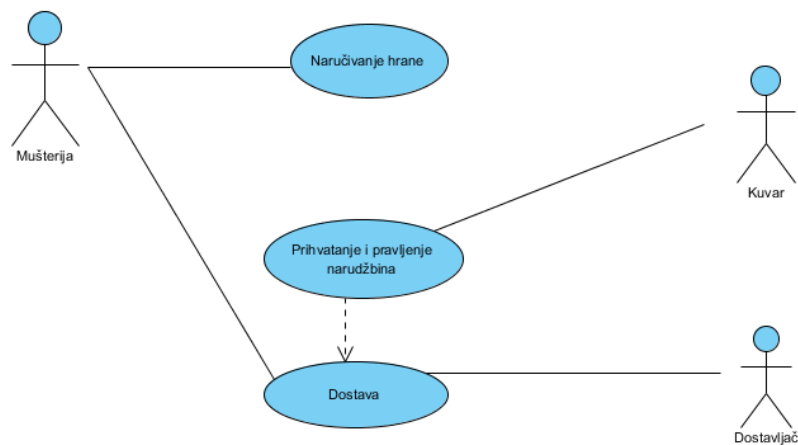 Naručivanje hrane
Mušterija
Kuvar
Prihvatanje i pravljenje
narudžbina
Dostava
Dostavljač